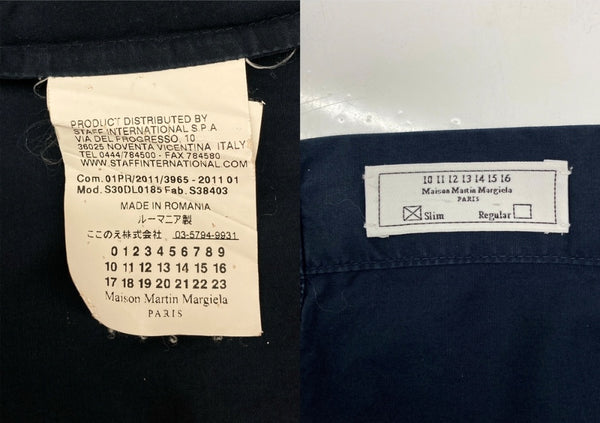 PRODUCT DISTRIBUTED BY
STAFF INTERNATIONAL S.P.A
VIA DEL PROGRESSO, 10
36025 NOVENTA VICENTINA ITALY
TEL 0444/784500 - FAX 784580
WWW.STAFFINTERNATIONAL.COM
Com.01PR/2011/3965 - 2011 01
Mod.S30DL0185 Fab.S38403
MADE IN ROMANIA
ルーマニア製
ここのえ株式会社 03-5794-9931
0 1 2 3 4 5 6 7 8 9
10 11 12 13 14 15 16
17 18 19 20 21 22 23
Maison Martin Margiela
PARIS
10 11 12 13 14 15 16
Maison Martin Margiela
PARIS
Slim Regular